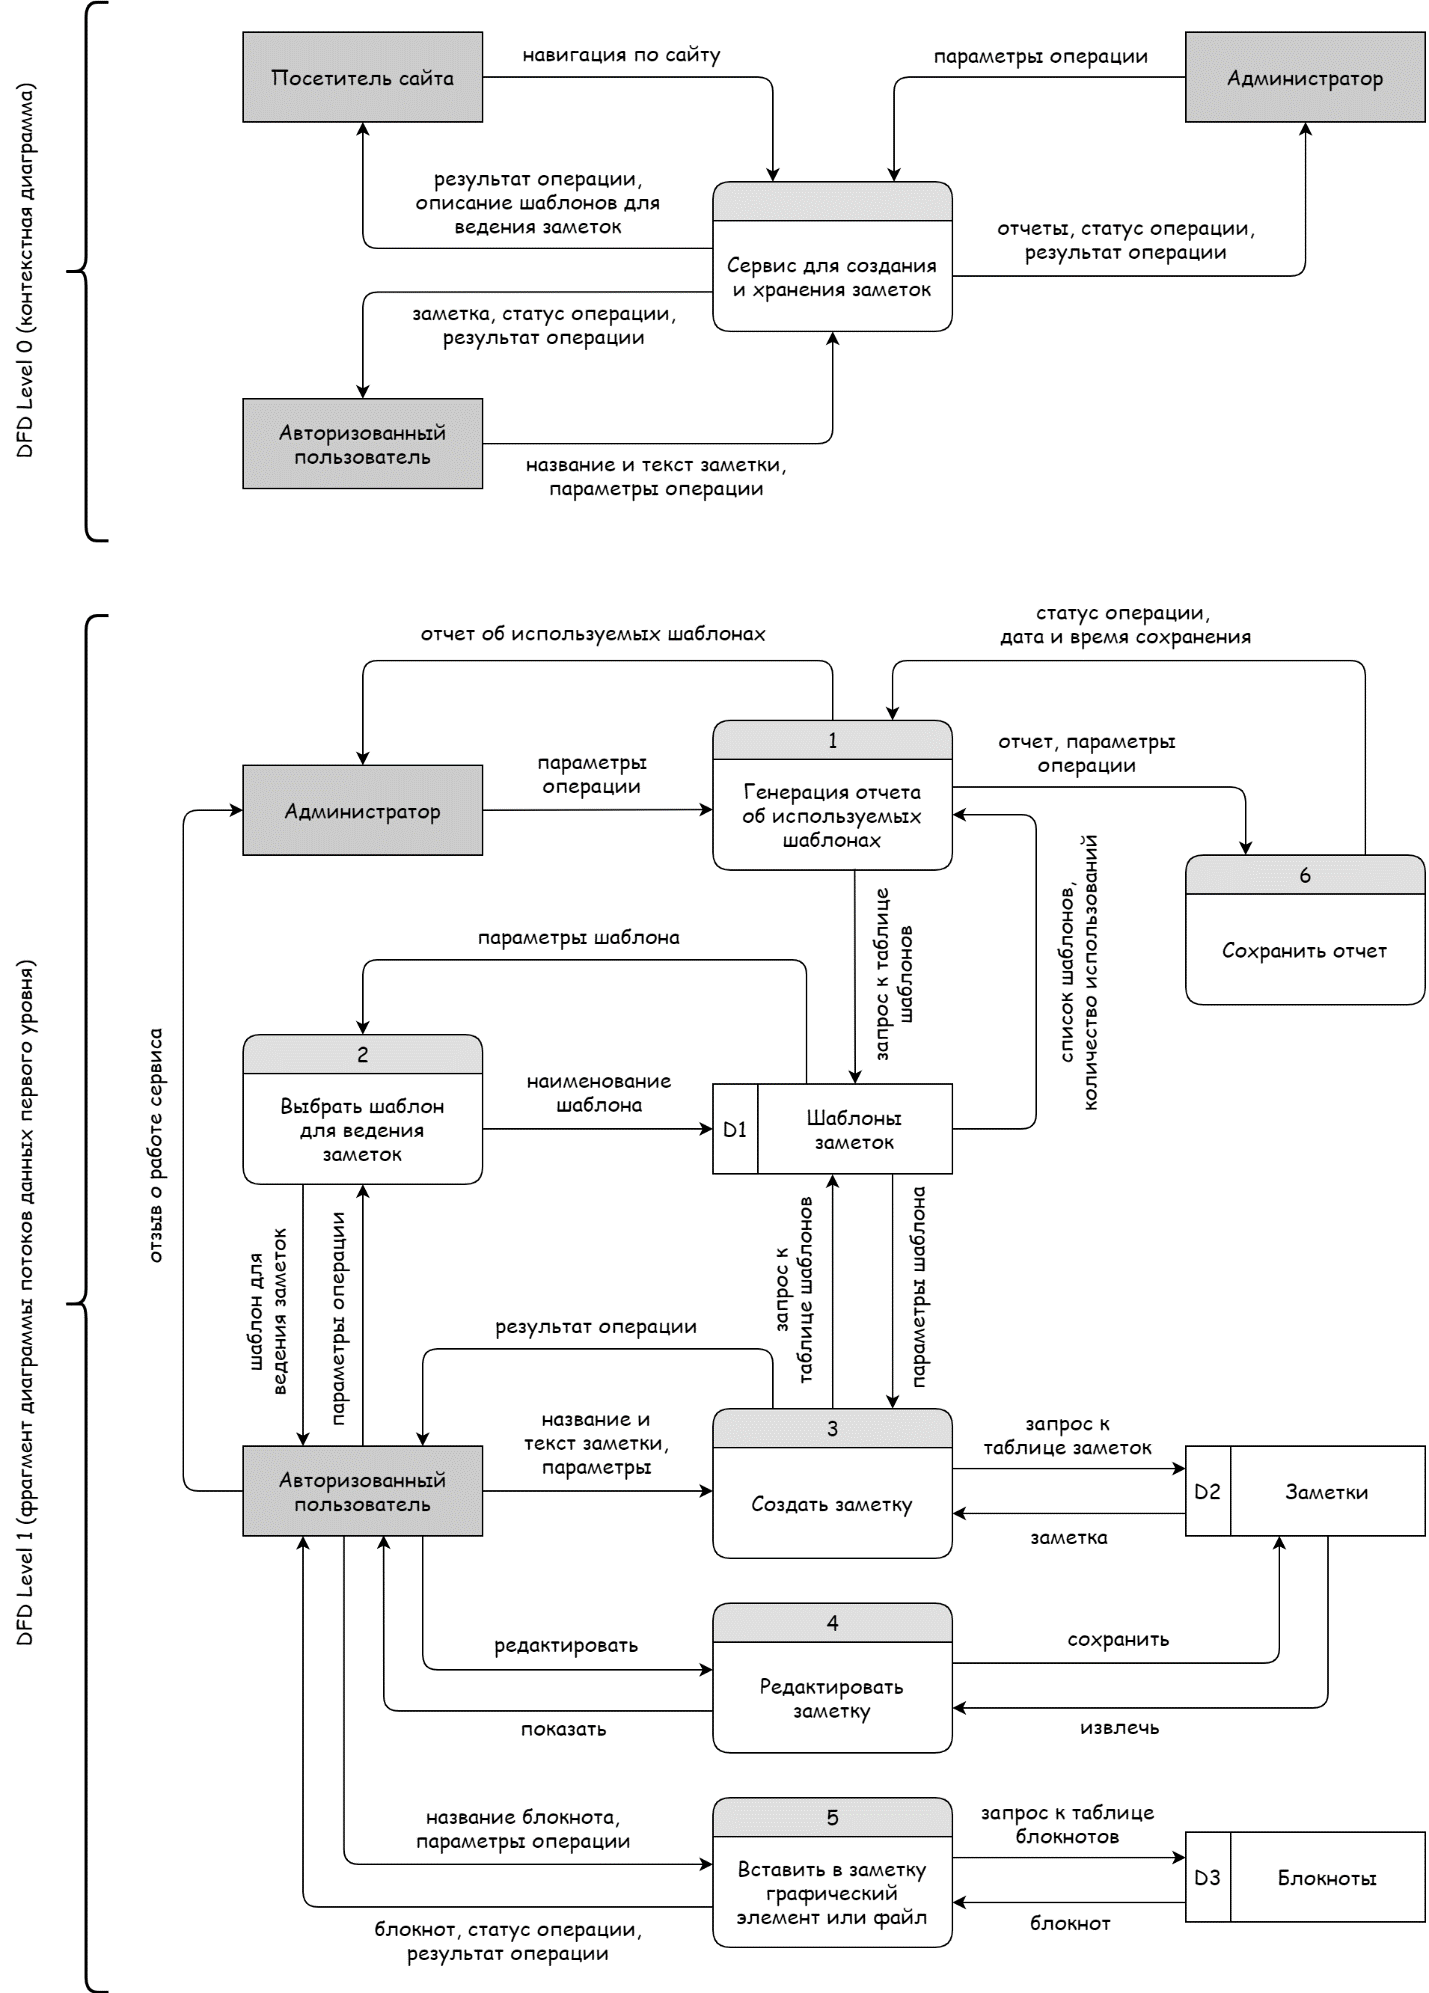 DFD Level 0 (контекстная диаграмма)
Посетитель сайта
навигация по сайту
параметры операции
Администратор
результат операции,
описание шаблонов для
ведения заметок
Сервис для создания
и хранения заметок
отчеты, статус операции,
результат операции
заметка, статус операции,
результат операции
Авторизованный
пользователь
название и текст заметки,
параметры операции
DFD Level 1 (фрагмент диаграммы потоков данных первого уровня)
отчет об используемых шаблонах
статус операции,
дата и время сохранения
Администратор
параметры
операции
1
Генерация отчета
об используемых
шаблонах
отчет, параметры
операции
6
Сохранить отчет
отзыв о работе сервиса
параметры шаблона
запрос к таблице
шаблонов
список шаблонов,
количество использований
2
Выбрать шаблон
для ведения
заметок
наименование
шаблона
D1
Шаблоны
заметок
шаблон для
ведения заметок
параметры операции
запрос к
таблице шаблонов
параметры шаблона
результат операции
Авторизованный
пользователь
название и
текст заметки,
параметры
3
Создать заметку
запрос к
таблице заметок
заметка
D2
Заметки
редактировать
показать
4
Редактировать
заметку
сохранить
извлечь
название блокнота,
параметры операции
блокнот, статус операции,
результат операции
5
Вставить в заметку
графический
элемент или файл
запрос к таблице
блокнотов
блокнот
D3
Блокноты